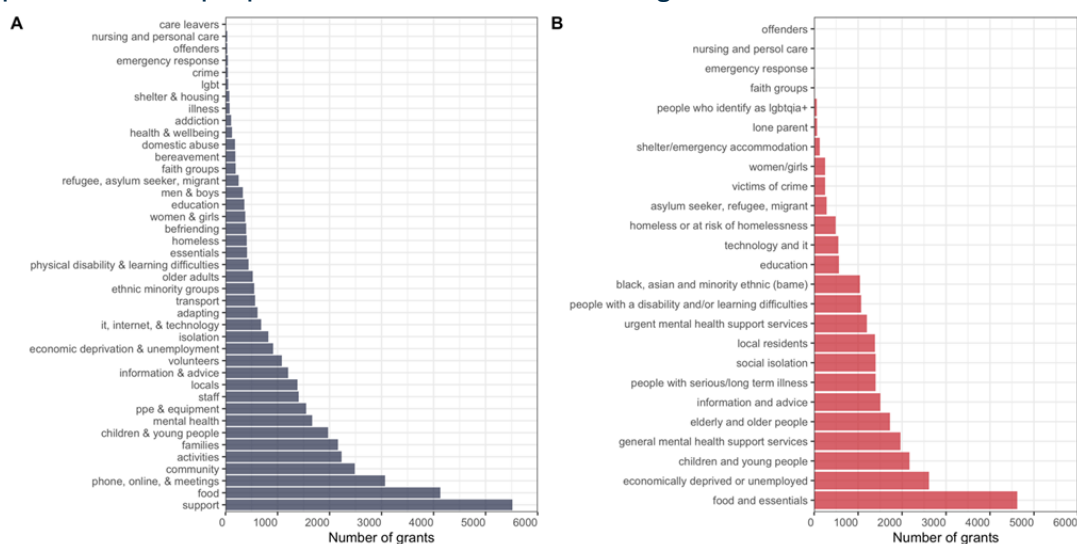 A
care leavers
nursing and personal care
offenders
emergency response
crime
lgbt
shelter & housing
illness
addiction
health & wellbeing
domestic abuse
bereavement
faith groups
refugee, asylum seeker, migrant
men & boys
education
women & girls
befriending
homeless
essentials
physical disability & learning difficulties
older adults
ethnic minority groups
transport
adapting
it, internet, & technology
isolation
economic deprivation & unemployment
volunteers
information & advice
locals
staff
ppe & equipment
mental health
children & young people
families
activities
community
phone, online, & meetings
food
support
0 1000 2000 3000 4000 5000 6000
Number of grants
B
offenders
nursing and persol care
emergency response
faith groups
people who identify as lgbtqia+
lone parent
shelter/emergency accommodation
women/girls
victims of crime
asylum seeker, refugee, migrant
homeless or at risk of homelessness
technology and it
education
black, asian and minority ethnic (bame)
people with a disability and/or learning difficulties
urgent mental health support services
local residents
social isolation
people with serious/long term illness
information and advice
elderly and older people
general mental health support services
children and young people
economically deprived or unemployed
food and essentials
0 1000 2000 3000 4000 5000 6000
Number of grants